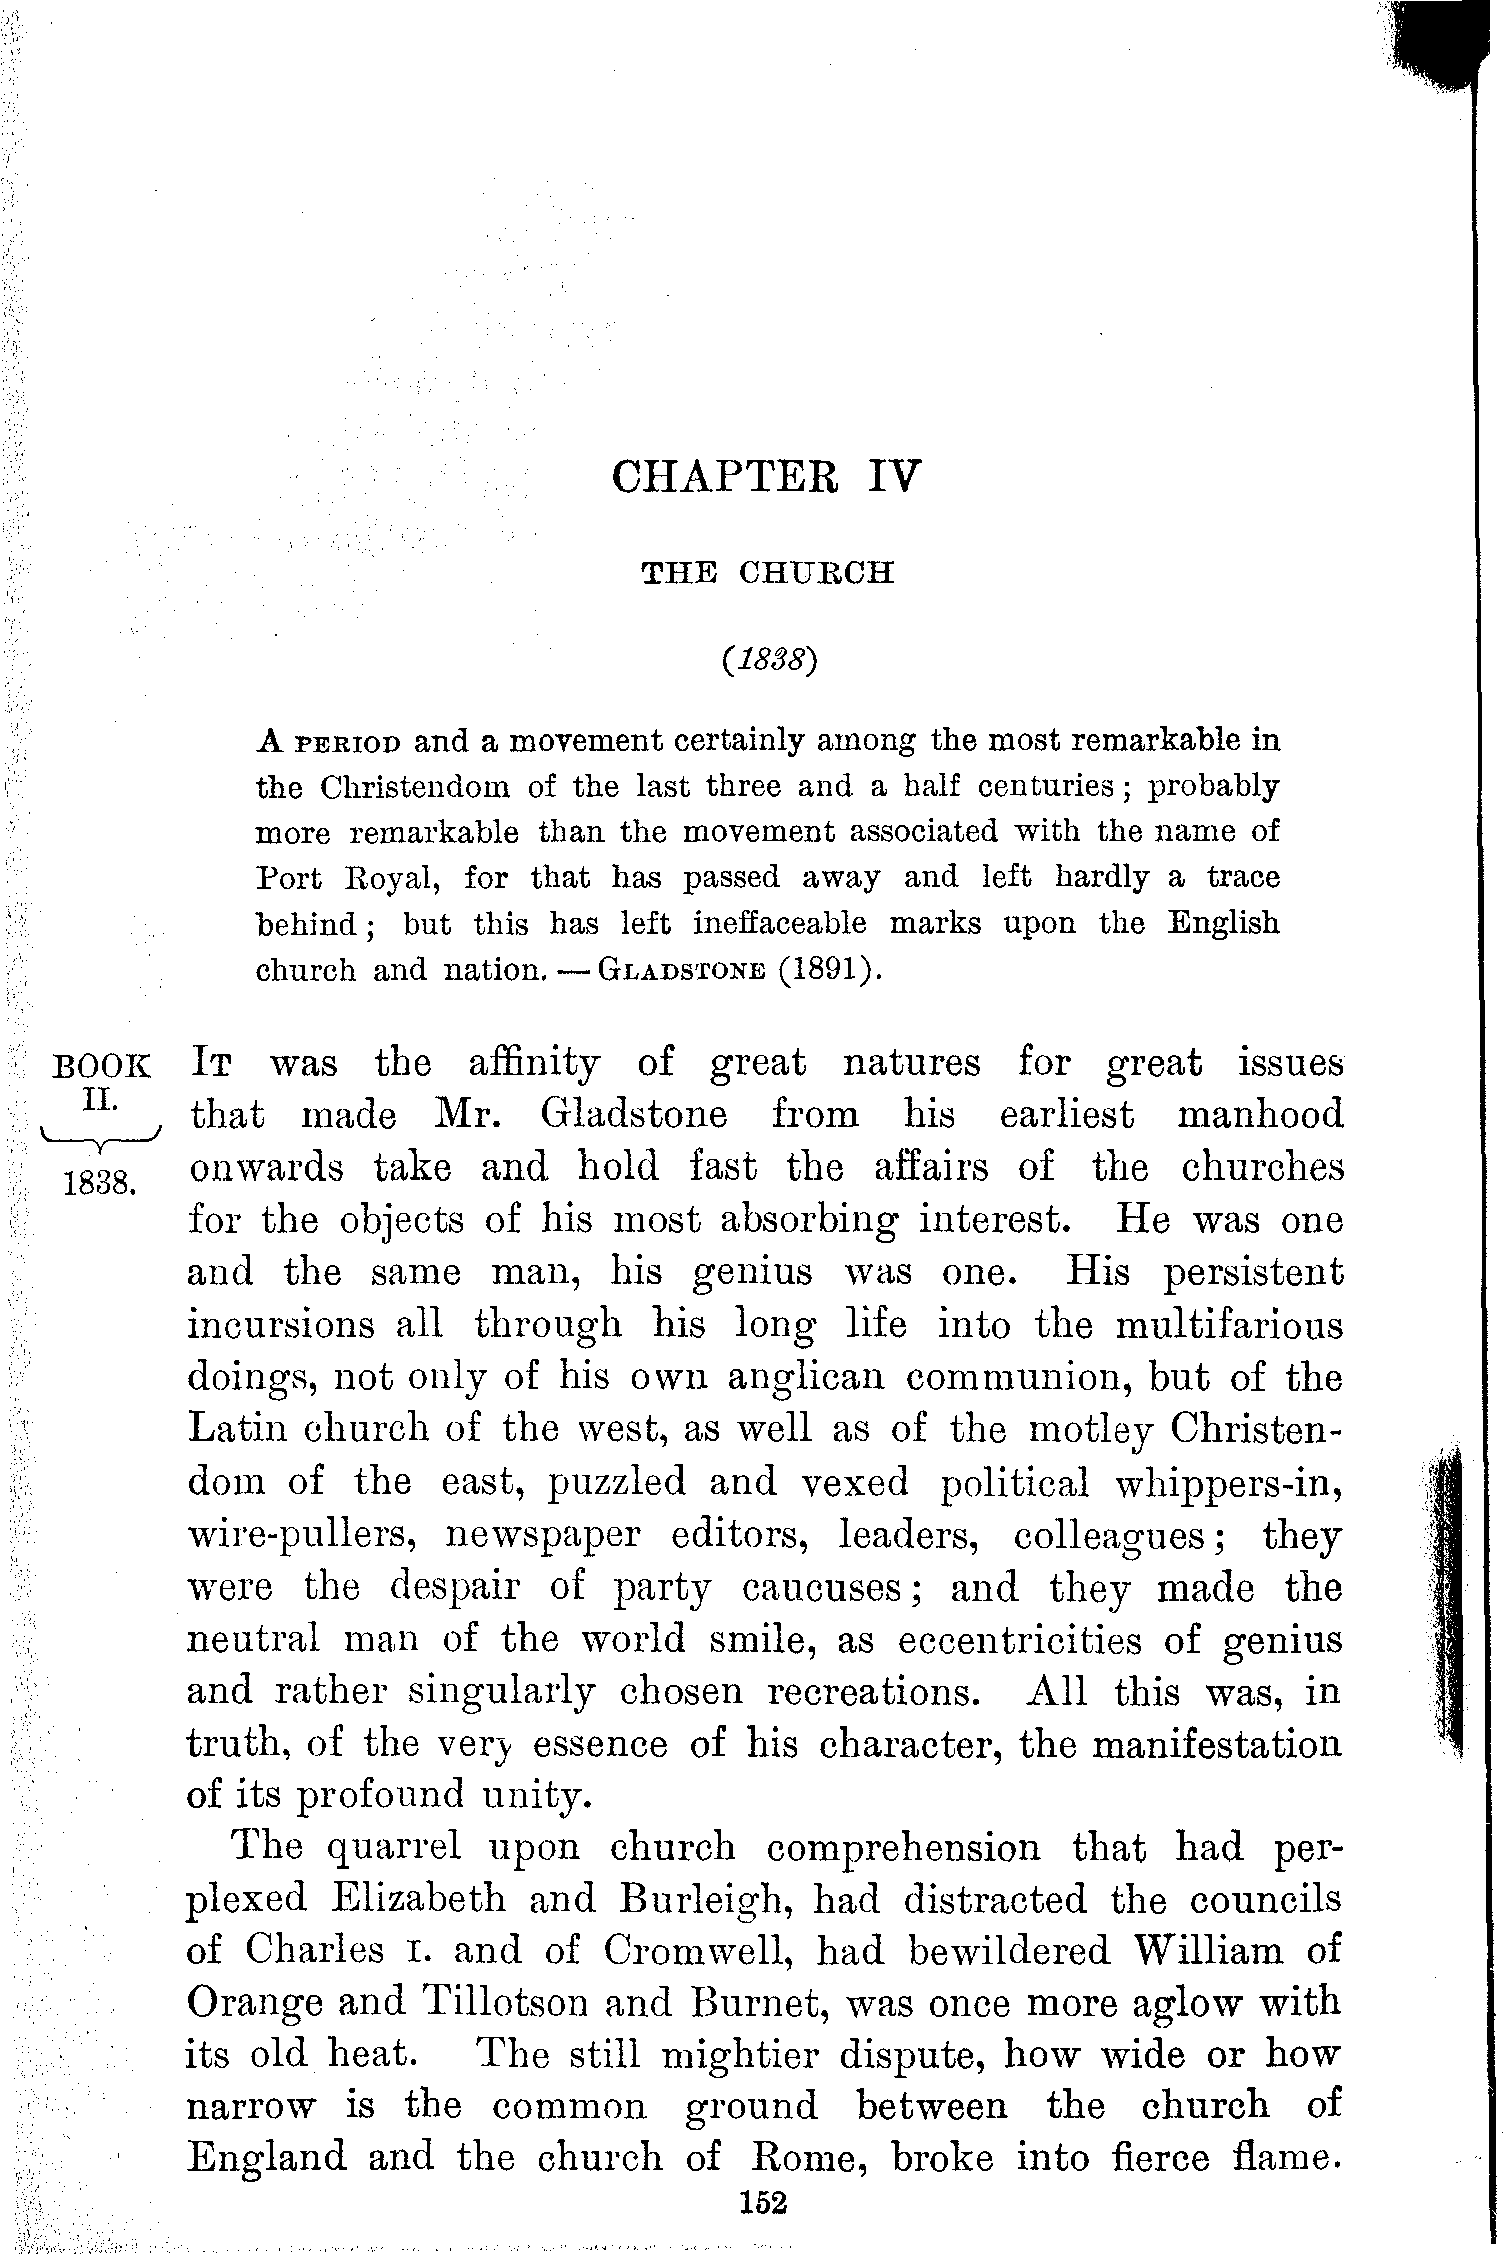 CHAPTER IV
THE CHURCH
(1838)
A PERIOD and a movement certainly among the most remarkable in
the Christendom of the last three and a half centuries; probably
more remarkable than the movement associated with the name of
Port Royal, for that has passed away and left hardly a trace
behind; but this has left ineffaceable marks upon the English
church and nation. — GLADSTONE (1891).
BOOK
II.
1838.
IT was the affinity of great natures for great issues
that made Mr. Gladstone from his earliest manhood
onwards take and hold fast the affairs of the churches
for the objects of his most absorbing interest. He was one
and the same man, his genius was one. His persistent
incursions all through his long life into the multifarious
doings, not only of his own anglican communion, but of the
Latin church of the west, as well as of the motley Christen-
dom of the east, puzzled and vexed political whippers-in,
wire-pullers, newspaper editors, leaders, colleagues; they
were the despair of party caucuses; and they made the
neutral man of the world smile, as eccentricities of genius
and rather singularly chosen recreations. All this was, in
truth, of the very essence of his character, the manifestation
of its profound unity.
The quarrel upon church comprehension that had per-
plexed Elizabeth and Burleigh, had distracted the councils
of Charles I. and of Cromwell, had bewildered William of
Orange and Tillotson and Burnet, was once more aglow with
its old heat. The still mightier dispute, how wide or how
narrow is the common ground between the church of
England and the church of Rome, broke into fierce flame.
152